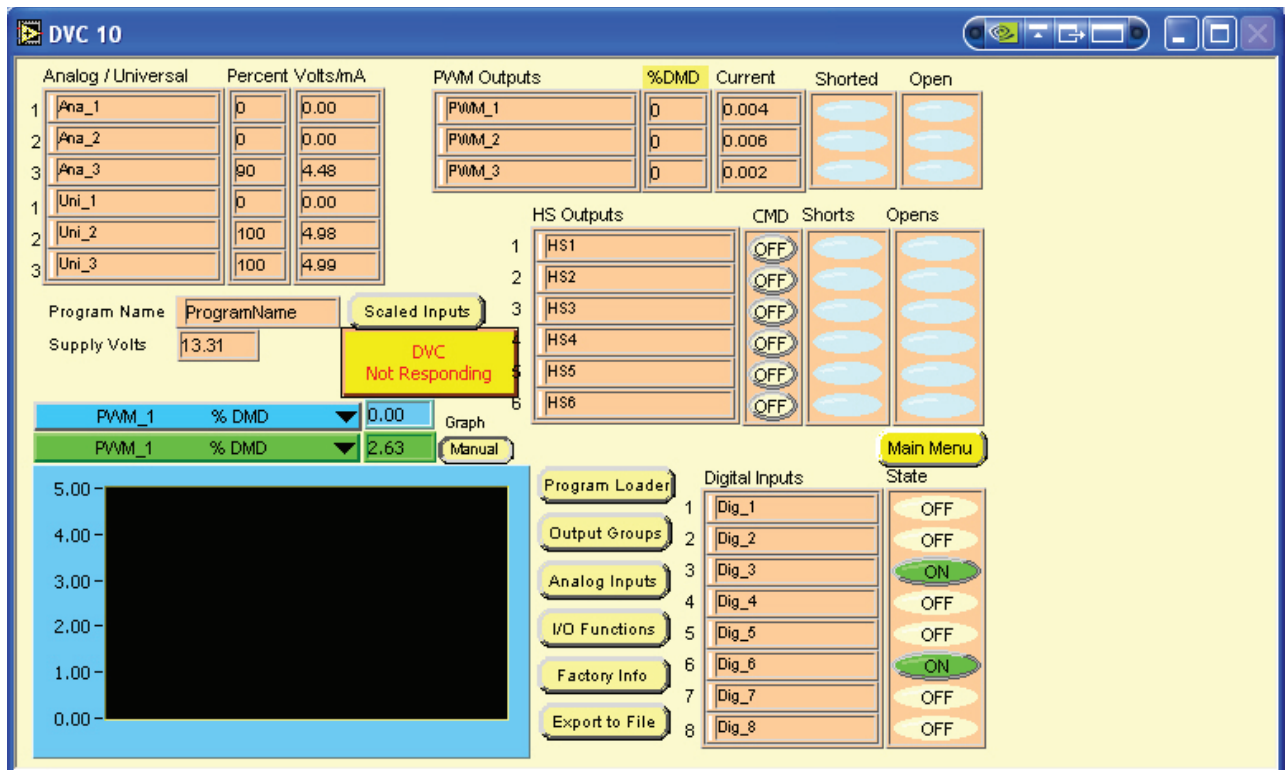 DVC 10
Analog / Universal Percent Volts/mA
1 Ana_1 0 0.00
2 Ana_2 0 0.00
3 Ana_3 90 4.48
1 Uni_1 0 0.00
2 Uni_2 100 4.98
3 Uni_3 100 4.99
PWM Outputs %DMD Current Shorted Open
PWM_1 0 0.004
PWM_2 0 0.006
PWM_3 0 0.002
HS Outputs CMD Shorts Opens
1 HS1 OFF
2 HS2 OFF
3 HS3 OFF
4 HS4 OFF
5 HS5 OFF
6 HS6 OFF
Program Name ProgramName Scaled Inputs
Supply Volts 13.31
DVC
Not Responding
PWM_1 % DMD 0.00 Graph
PWM_1 % DMD 2.63 Manual
Main Menu
5.00
4.00
3.00
2.00
1.00
0.00
Program Loader
Output Groups
Analog Inputs
I/O Functions
Factory Info
Export to File
Digital Inputs State
1 Dig_1 OFF
2 Dig_2 OFF
3 Dig_3 ON
4 Dig_4 OFF
5 Dig_5 OFF
6 Dig_6 ON
7 Dig_7 OFF
8 Dig_8 OFF